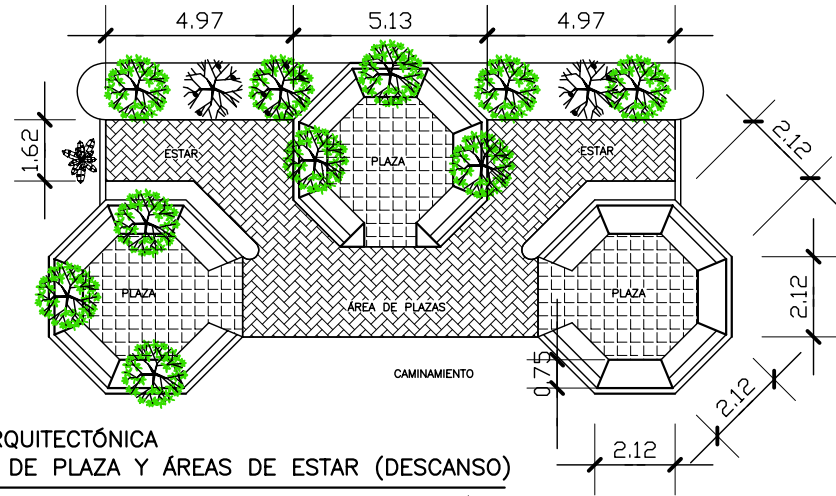 4.97 5.13 4.97
1.62
ESTAR
PLAZA
ESTAR
2.12
PLAZA
ÁREA DE PLAZAS
PLAZA
2.12
CAMINAMIENTO
0.75
2.12
2.12
RQUITECTÓNICA
DE PLAZA Y ÁREAS DE ESTAR (DESCANSO)